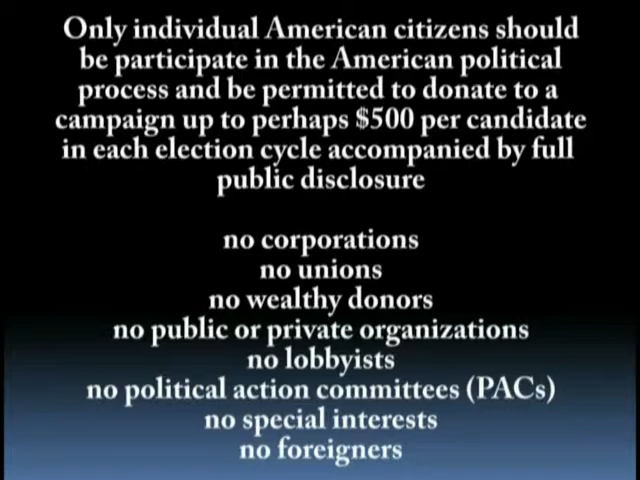 Only individual American citizens should
be participate in the American political
process and be permitted to donate to a
campaign up to perhaps $500 per candidate
in each election cycle accompanied by full
public disclosure
no corporations
no unions
no wealthy donors
no public or private organizations
no lobbyists
no political action committees (PACs)
no special interests
no foreigners